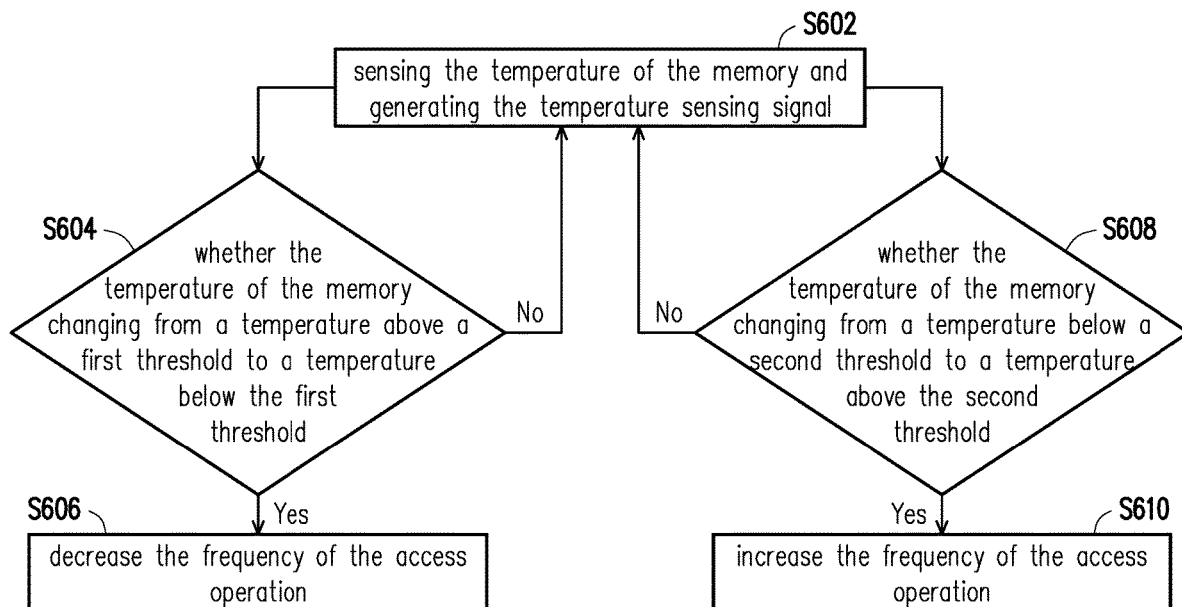 S602
sensing the temperature of the memory and
generating the temperature sensing signal
S604
whether the
temperature of the memory
changing from a temperature above a
first threshold to a temperature
below the first
threshold
No
Yes
S606
decrease the frequency of the access
operation
S608
whether the
temperature of the memory
changing from a temperature below a
second threshold to a temperature
above the second
threshold
No
Yes
S610
increase the frequency of the access
operation